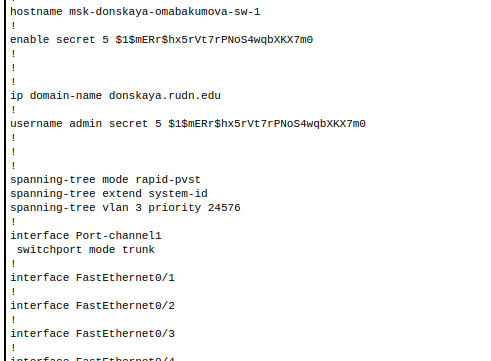 hostname msk-donskaya-omabakumova-sw-1
!
enable secret 5 $1$mERr$hx5rVt7rPNoS4wqbXKX7m0
!
!
!
ip domain-name donskaya.rudn.edu
!
username admin secret 5 $1$mERr$hx5rVt7rPNoS4wqbXKX7m0
!
!
!
spanning-tree mode rapid-pvst
spanning-tree extend system-id
spanning-tree vlan 3 priority 24576
!
interface Port-channel1
 switchport mode trunk
!
interface FastEthernet0/1
!
interface FastEthernet0/2
!
interface FastEthernet0/3
!
interface FastEthernet0/4